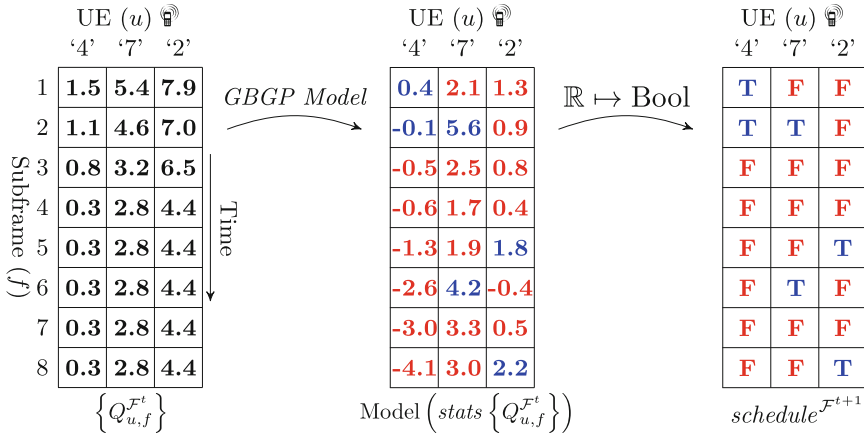 UE (u) UE (u) UE (u)
‘4’ ‘7’ ‘2’ ‘4’ ‘7’ ‘2’ ‘4’ ‘7’ ‘2’
1 1.5 5.4 7.9 0.4 2.1 1.3 T F F
GBGP Model ℝ ↦ Bool
2 1.1 4.6 7.0 -0.1 5.6 0.9 T T F
3 0.8 3.2 6.5 -0.5 2.5 0.8 F F F
4 0.3 2.8 4.4 -0.6 1.7 0.4 F F F
5 0.3 2.8 4.4 -1.3 1.9 1.8 F F T
6 0.3 2.8 4.4 -2.6 4.2 -0.4 F T F
7 0.3 2.8 4.4 -3.0 3.3 0.5 F F F
8 0.3 2.8 4.4 -4.1 3.0 2.2 F F T
Subframe (f)
Time
{Q_{u,f}^{ℱ^t}} Model (stats {Q_{u,f}^{ℱ^t}}) schedule^{ℱ^{t+1}}